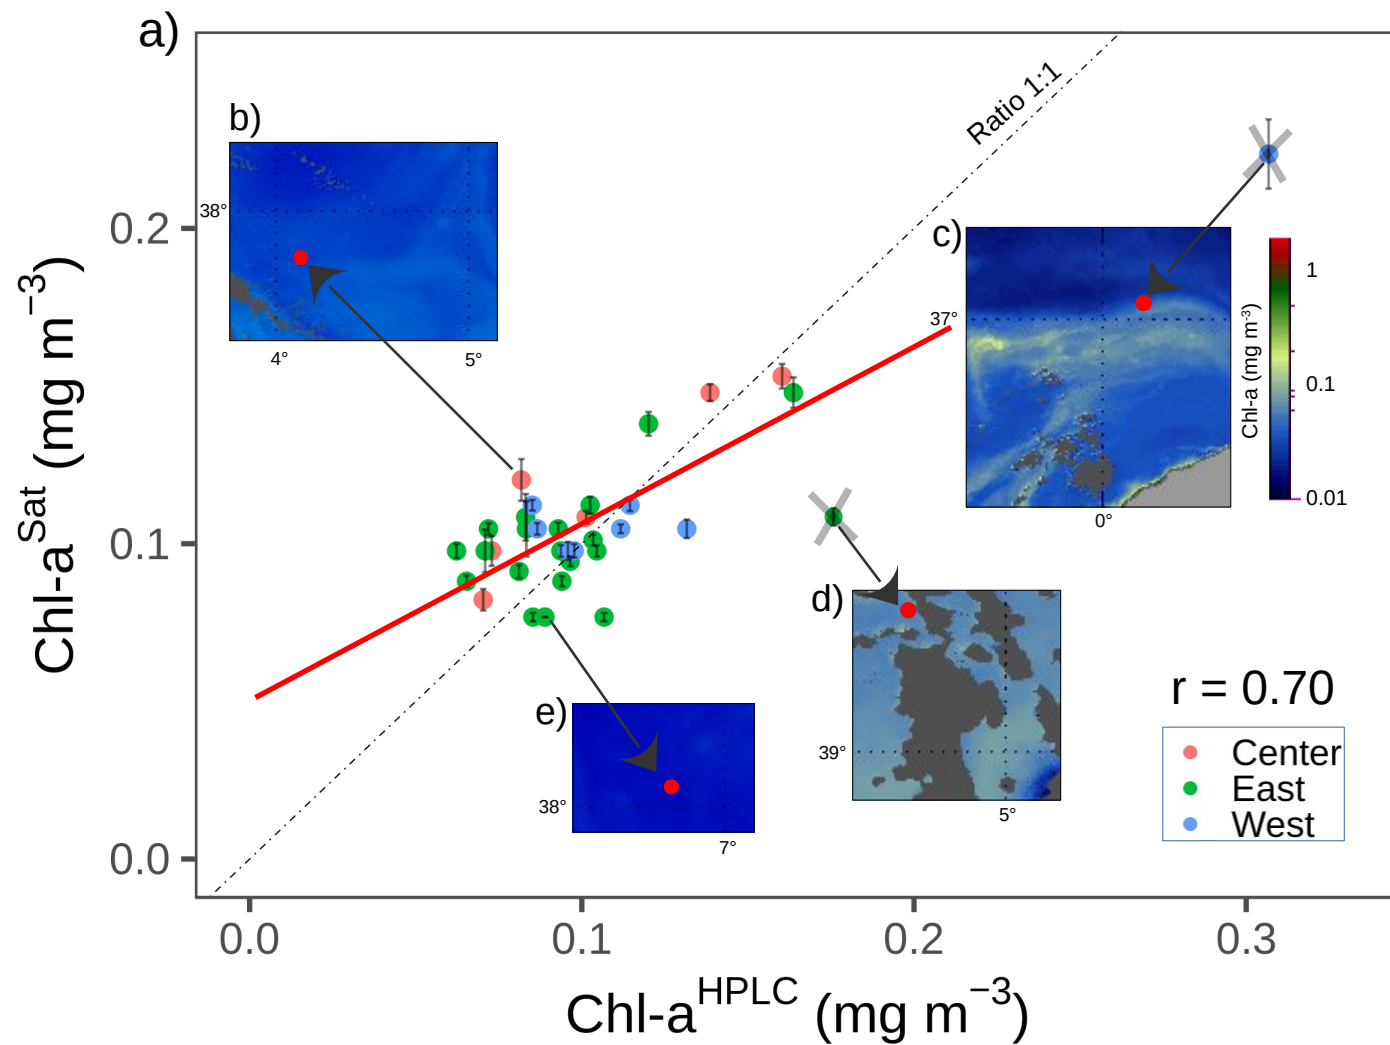 a)
Ratio 1:1
b)
38°
4°
5°
0.2
c)
37°
0°
Chl-a (mg m-3)
1
0.1
0.01
Chl-aSat (mg m−3)
0.1
d)
39°
5°
e)
38°
7°
r = 0.70
Center
East
West
0.0
0.0
0.1
0.2
0.3
Chl-aHPLC (mg m−3)